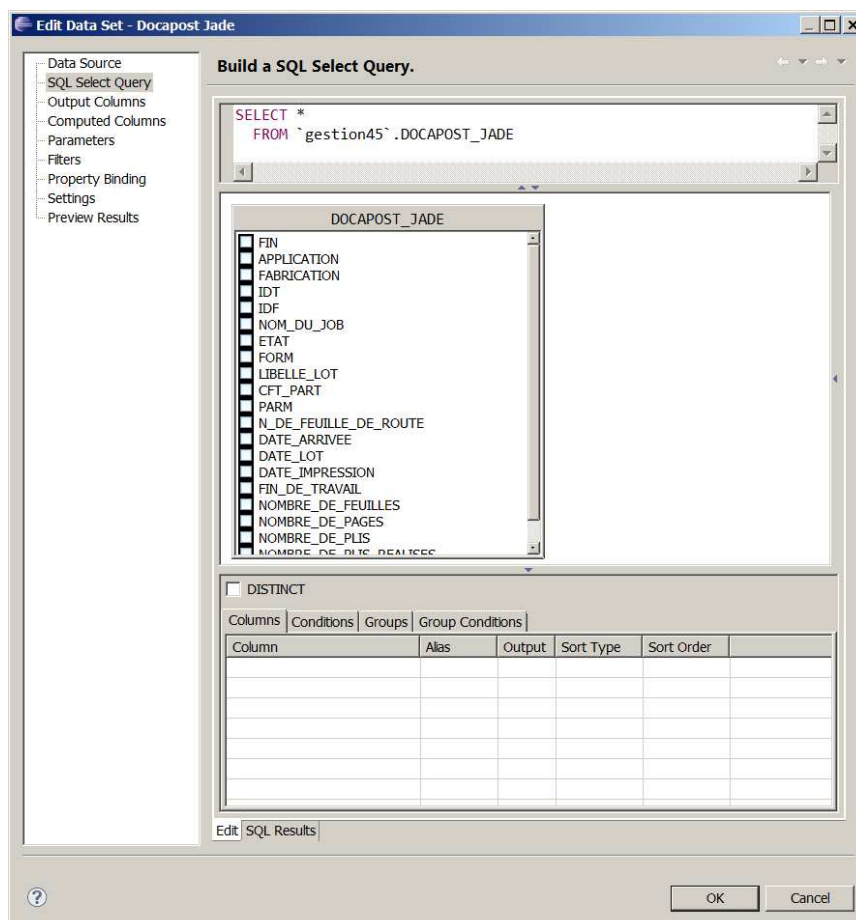 Edit Data Set - Docapost Jade
Data Source
SQL Select Query
Output Columns
Computed Columns
Parameters
Filters
Property Binding
Settings
Preview Results
Build a SQL Select Query.
SELECT *
FROM `gestion45`.DOCAPOST_JADE
DOCAPOST_JADE
FIN
APPLICATION
FABRICATION
IDT
IDF
NOM_DU_JOB
ETAT
FORM
LIBELLE_LOT
CFT_PART
PARM
N_DE_FEUILLE_DE_ROUTE
DATE_ARRIVEE
DATE_LOT
DATE_IMPRESSION
FIN_DE_TRAVAIL
NOMBRE_DE_FEUILLES
NOMBRE_DE_PAGES
NOMBRE_DE_PLIS
NOMBRE_DE_PLIS_REALISES
DISTINCT
Columns Conditions Groups Group Conditions
Column Alias Output Sort Type Sort Order
Edit SQL Results
OK Cancel